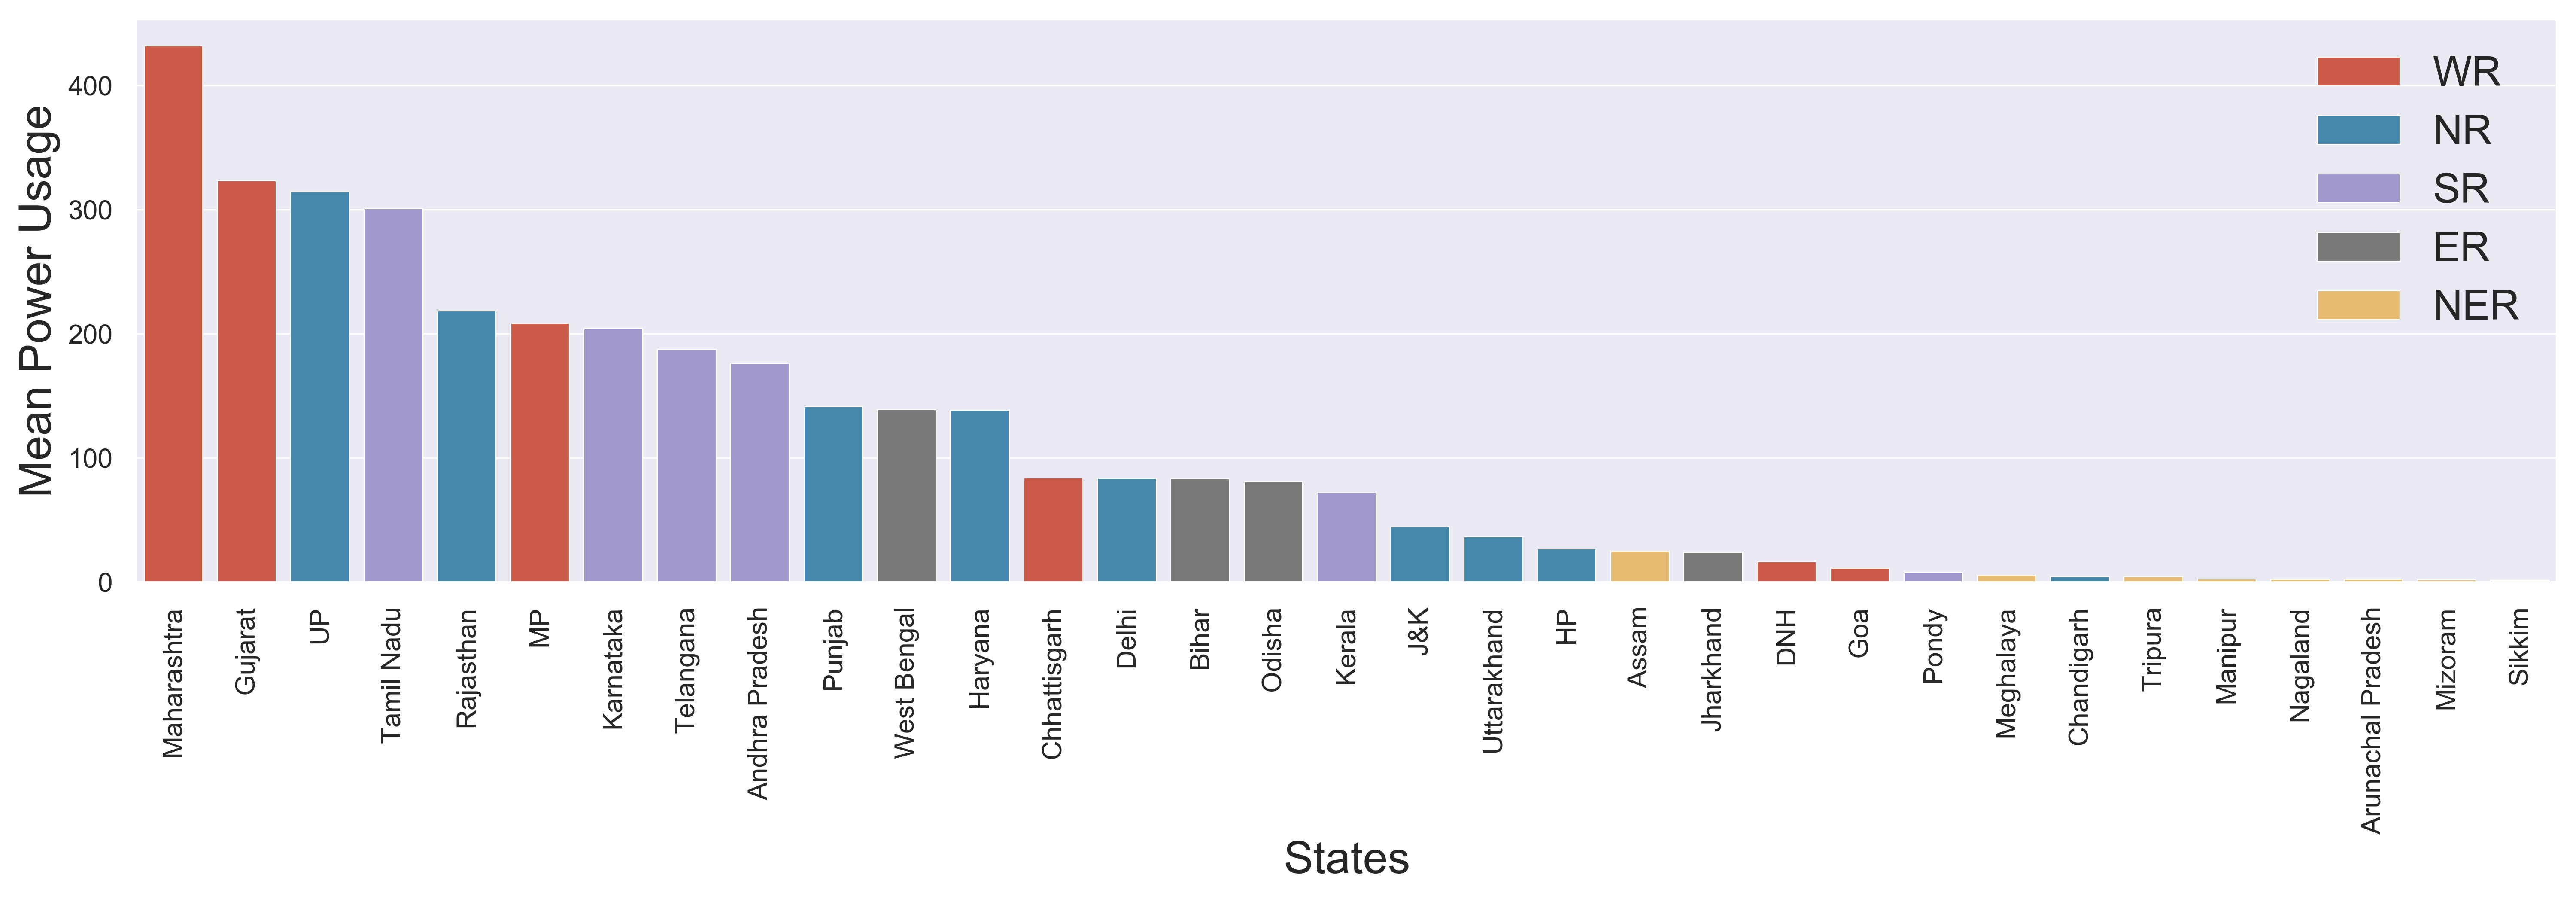 Mean Power Usage
400
300
200
100
0
WR
NR
SR
ER
NER
Maharashtra
Gujarat
UP
Tamil Nadu
Rajasthan
MP
Karnataka
Telangana
Andhra Pradesh
Punjab
West Bengal
Haryana
Chhattisgarh
Delhi
Bihar
Odisha
Kerala
J&K
Uttarakhand
HP
Assam
Jharkhand
DNH
Goa
Pondy
Meghalaya
Chandigarh
Tripura
Manipur
Nagaland
Arunachal Pradesh
Mizoram
Sikkim
States